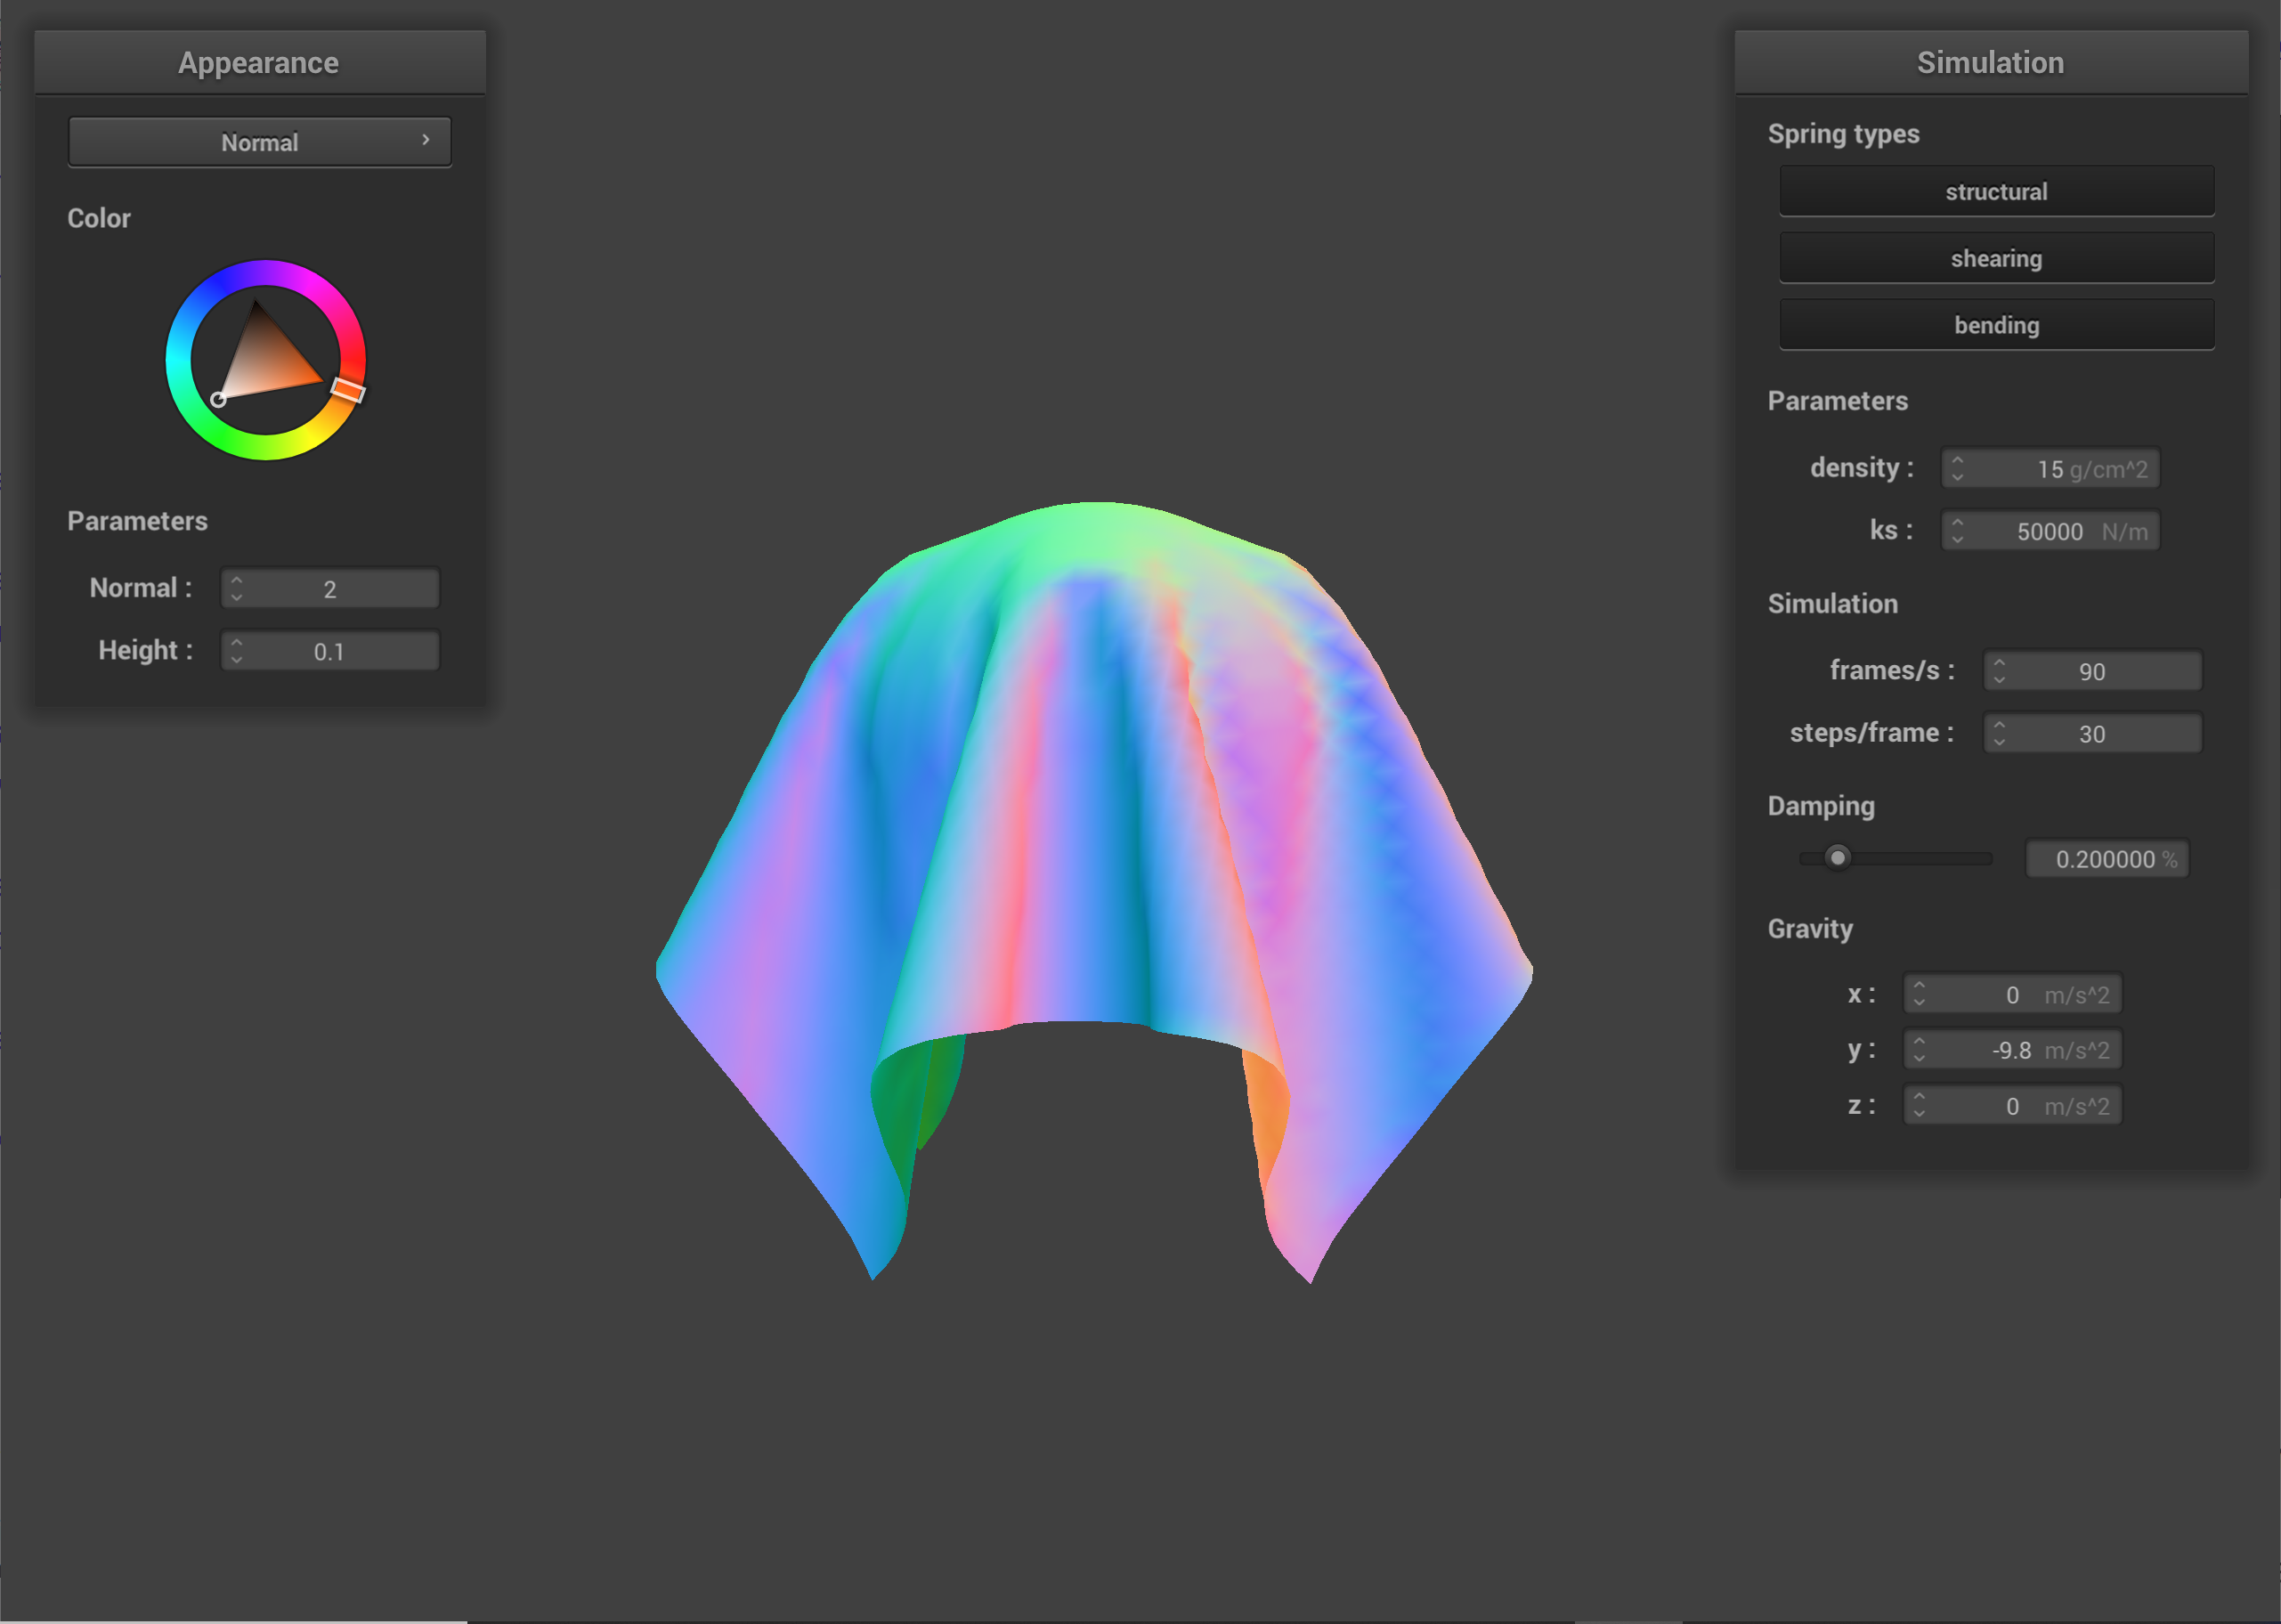 Appearance
Normal
Color
Parameters
Normal : 2
Height : 0.1
Simulation
Spring types
structural
shearing
bending
Parameters
density : 15 g/cm^2
ks : 50000 N/m
Simulation
frames/s : 90
steps/frame : 30
Damping
0.200000 %
Gravity
x : 0 m/s^2
y : -9.8 m/s^2
z : 0 m/s^2